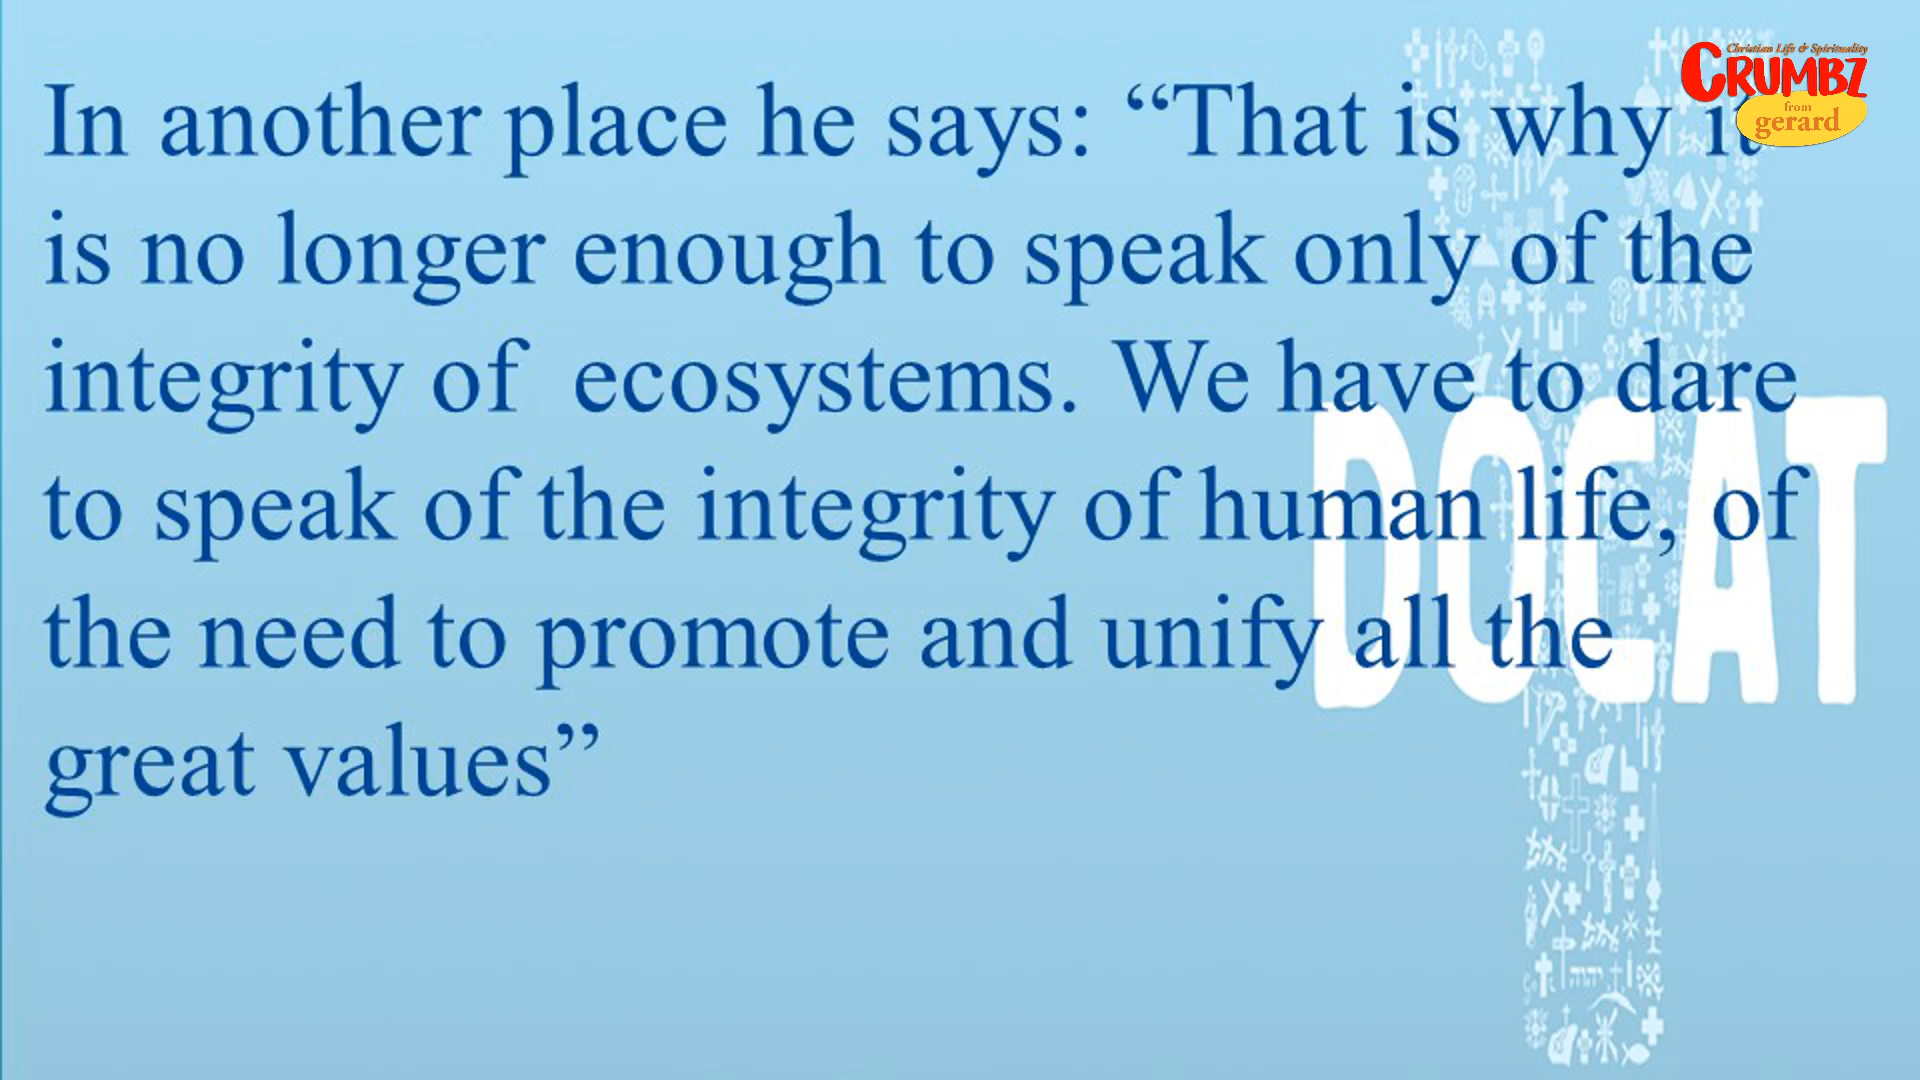 In another place he says: “That is why it
is no longer enough to speak only of the
integrity of  ecosystems. We have to dare
to speak of the integrity of human life, of
the need to promote and unify all the
great values”
Christian Life & Spirituality
CRUMBZ
from
gerard
DOCAT